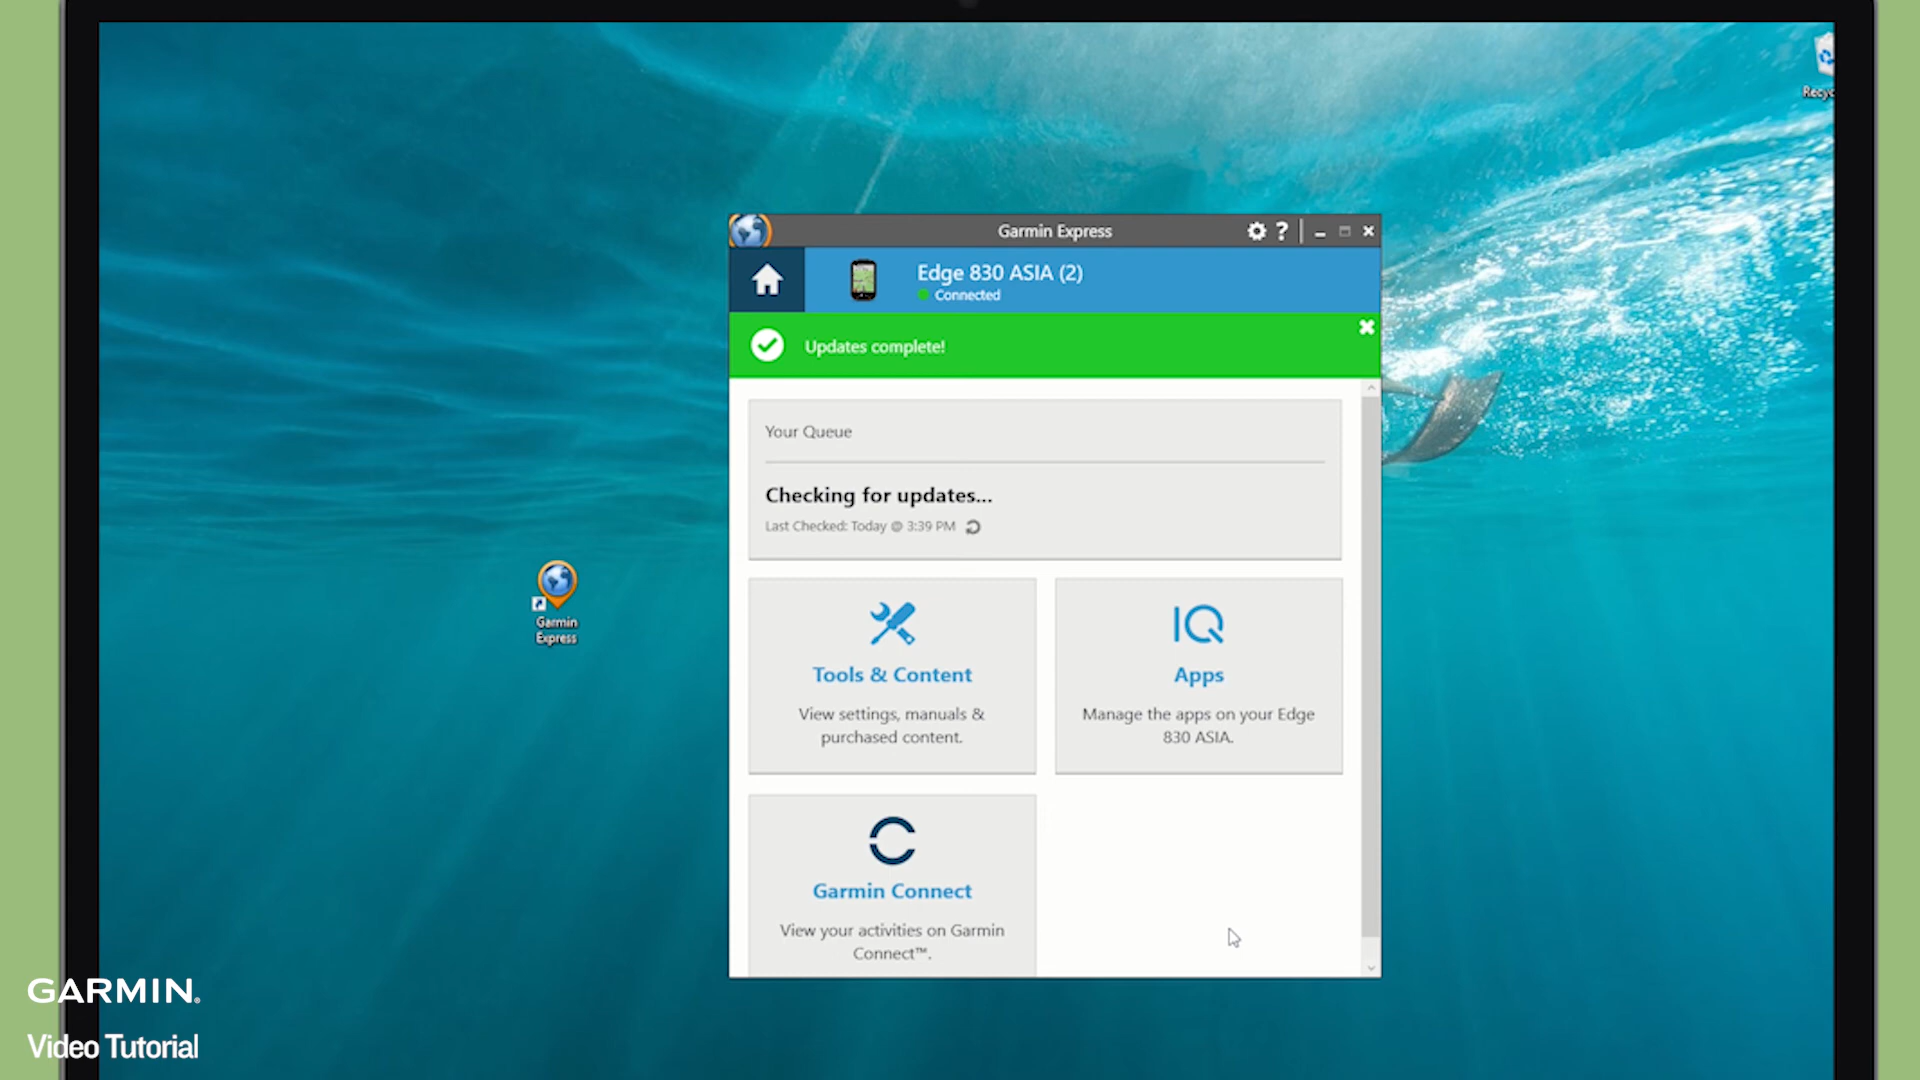 Recyc
Garmin Express
Edge 830 ASIA (2)
Connected
Updates complete!
Your Queue
Checking for updates...
Last Checked: Today @ 3:39 PM
Tools & Content
View settings, manuals &
purchased content.
IQ
Apps
Manage the apps on your Edge
830 ASIA.
Garmin Connect
View your activities on Garmin
Connect™.
Garmin
Express
GARMIN®
Video Tutorial